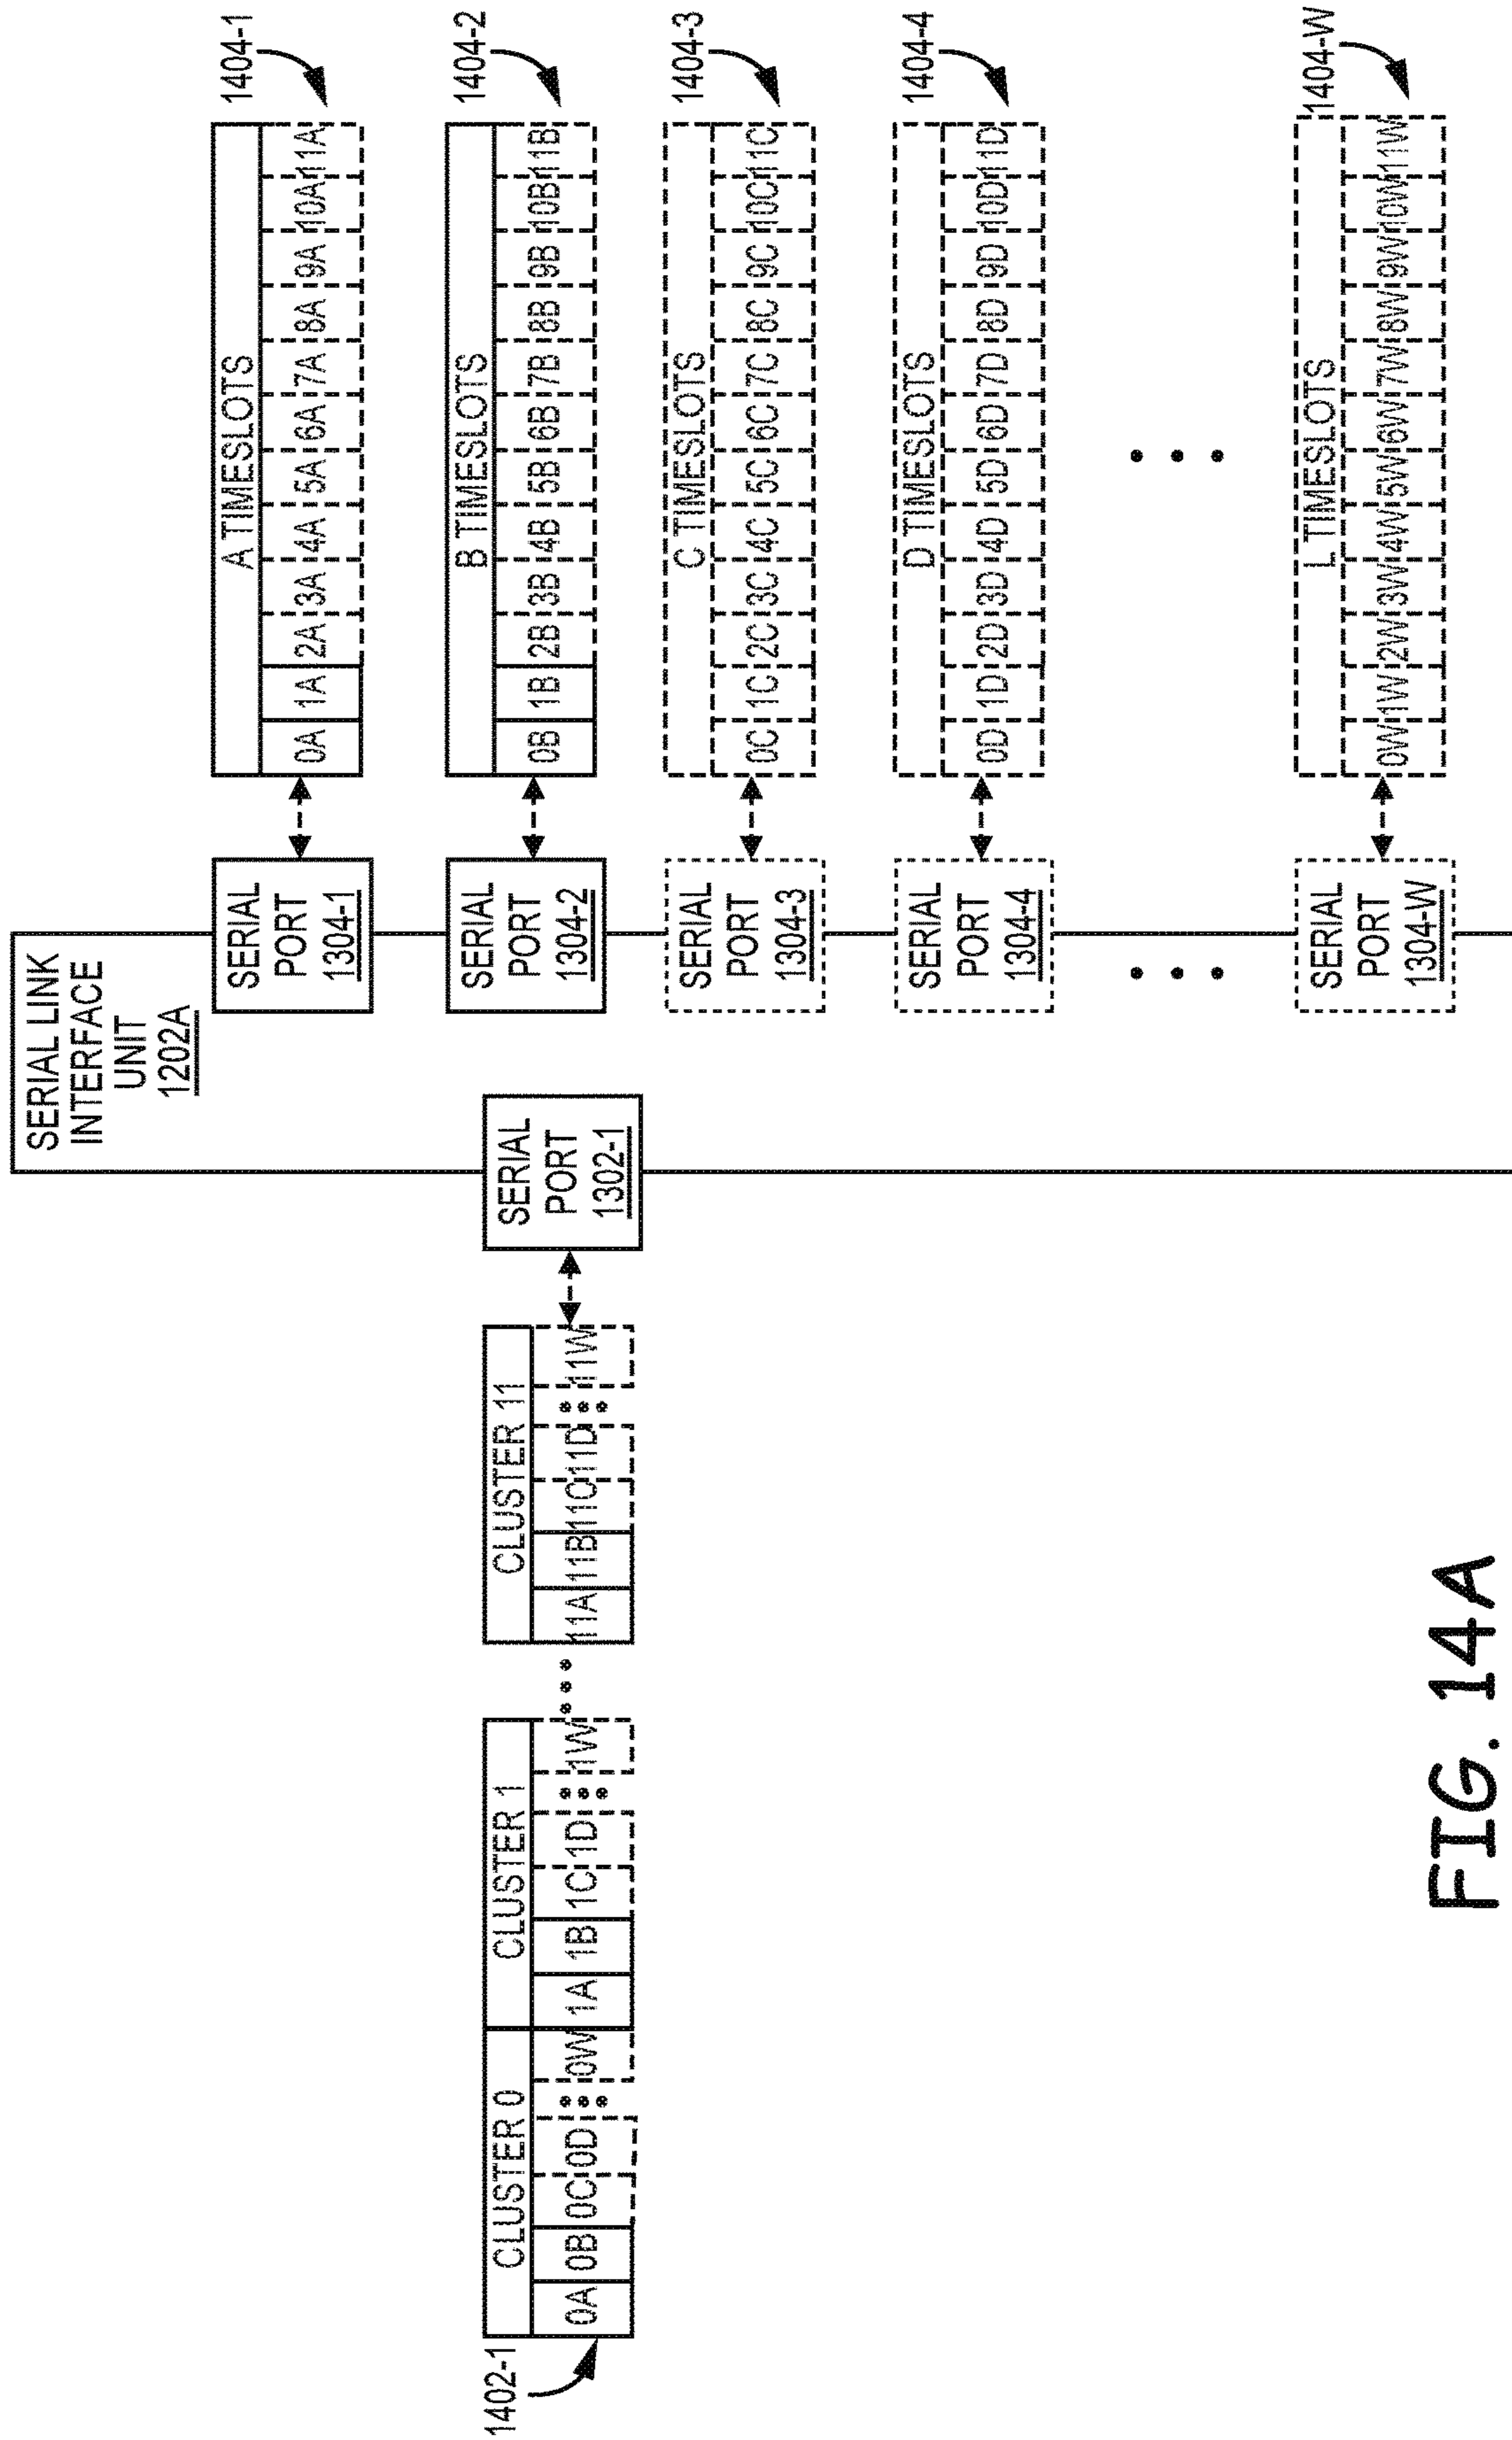 SERIAL LINK
INTERFACE
UNIT
1202A
SERIAL
PORT
1304-1
A TIMESLOTS
0A 1A 2A 3A 4A 5A 6A 7A 8A 9A 10A 11A
1404-1
SERIAL
PORT
1304-2
B TIMESLOTS
0B 1B 2B 3B 4B 5B 6B 7B 8B 9B 10B 11B
1404-2
SERIAL
PORT
1304-3
C TIMESLOTS
0C 1C 2C 3C 4C 5C 6C 7C 8C 9C 10C 11C
1404-3
SERIAL
PORT
1304-4
D TIMESLOTS
0D 1D 2D 3D 4D 5D 6D 7D 8D 9D 10D 11D
1404-4
SERIAL
PORT
1304-W
L TIMESLOTS
0W 1W 2W 3W 4W 5W 6W 7W 8W 9W 10W 11W
1404-W
SERIAL
PORT
1302-1
1402-1
CLUSTER 0
0A 0B 0C 0D 0W
CLUSTER 1
1A 1B 1C 1D 1W
CLUSTER 11
11A 11B 11C 11D 11W
FIG. 14A